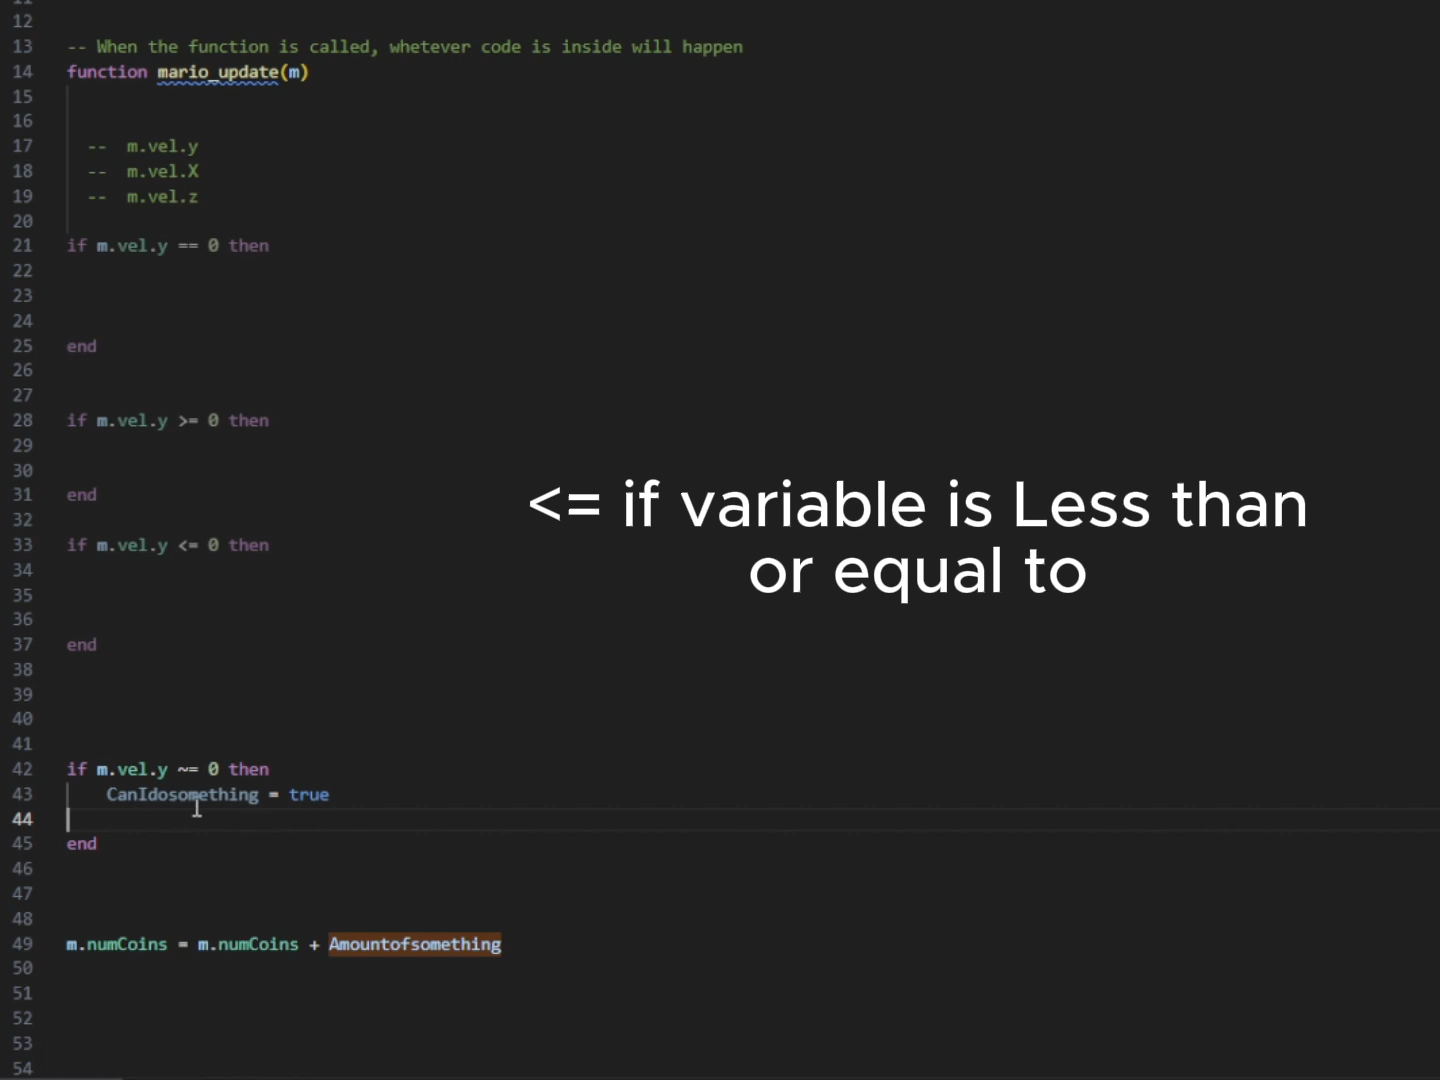 12
13 -- When the function is called, whatever code is inside will happen
14 function mario_update(m)
15
16
17 -- m.vel.y
18 -- m.vel.X
19 -- m.vel.z
20
21 if m.vel.y == 0 then
22
23
24
25 end
26
27
28 if m.vel.y >= 0 then
29
30
31 end
32
33 if m.vel.y <= 0 then
34
35
36
37 end
38
39
40
41
42 if m.vel.y ~= 0 then
43 CanIdosomething = true
44
45 end
46
47
48
49 m.numCoins = m.numCoins + Amountofsomething
50
51
52
53
54
<= if variable is Less than
or equal to